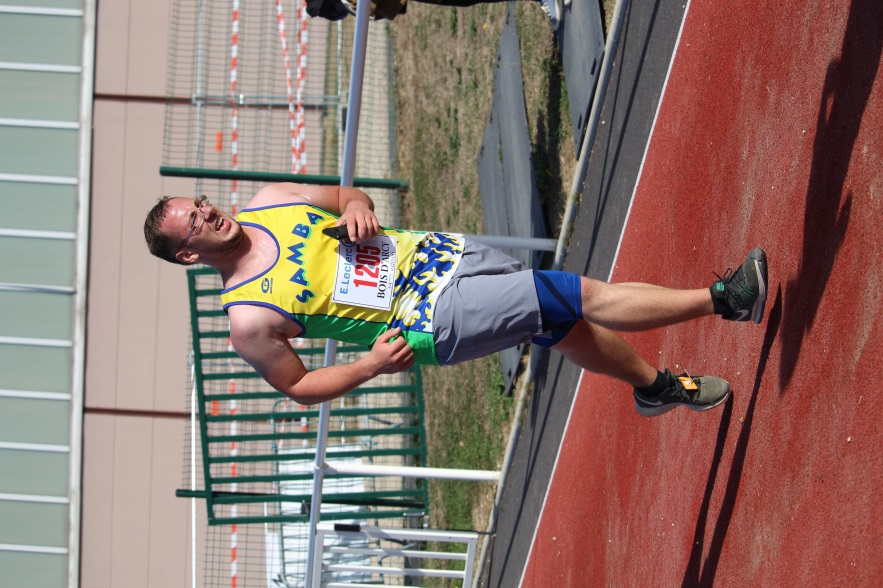 SAMBA
E.Leclerc
1205
BOIS D'ARCY